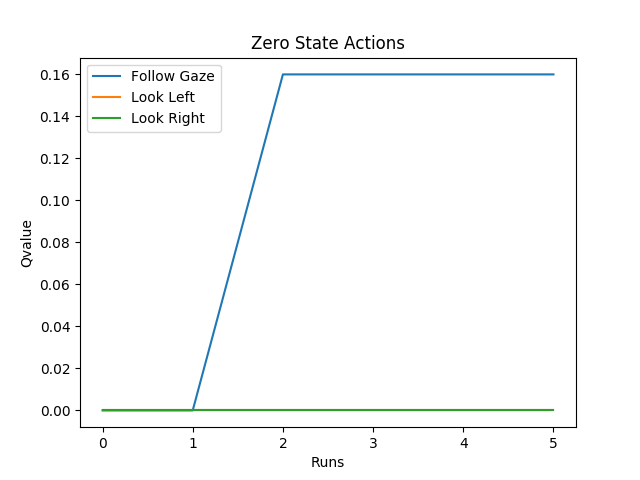 Zero State Actions
Follow Gaze
Look Left
Look Right
Qvalue
0.16
0.14
0.12
0.10
0.08
0.06
0.04
0.02
0.00
0 1 2 3 4 5
Runs